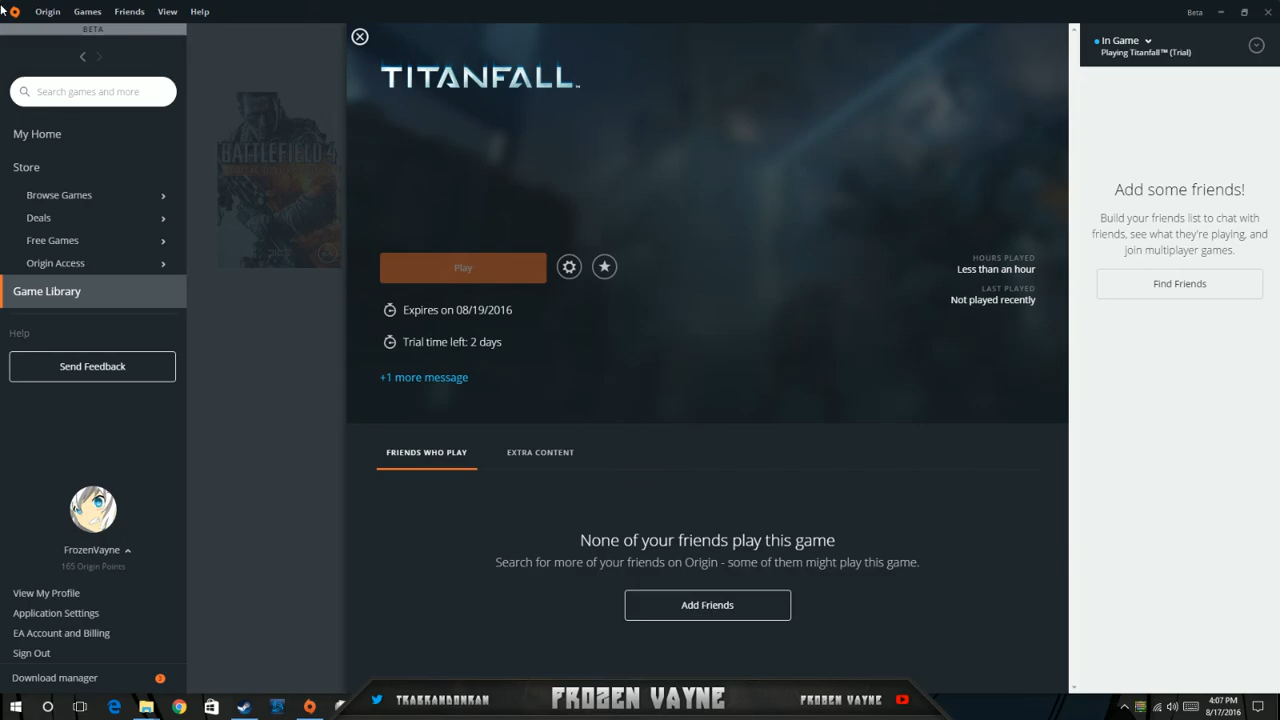 Origin Games Friends View Help
Beta
BETA
Search games and more
My Home
Store
Browse Games
Deals
Free Games
Origin Access
Game Library
Help
Send Feedback
FrozenVayne
165 Origin Points
View My Profile
Application Settings
EA Account and Billing
Sign Out
Download manager
BATTLEFIELD 4
TITANFALL™
Play
Expires on 08/19/2016
Trial time left: 2 days
+1 more message
HOURS PLAYED
Less than an hour
LAST PLAYED
Not played recently
FRIENDS WHO PLAY EXTRA CONTENT
None of your friends play this game
Search for more of your friends on Origin - some of them might play this game.
Add Friends
In Game
Playing Titanfall™ (Trial)
Add some friends!
Build your friends list to chat with
friends, see what they're playing, and
join multiplayer games.
Find Friends
TRAKRANDONKAN
FROZEN VAYNE
FROZEN VAYNE
4:07 PM
8/17/2016